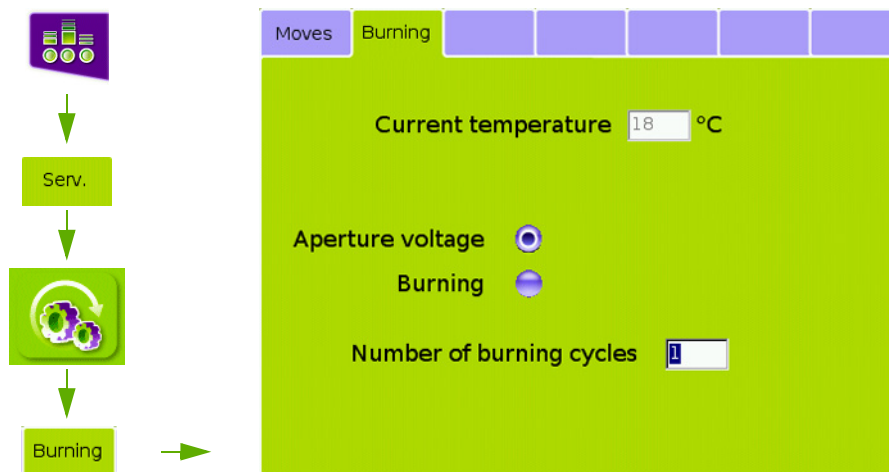 Serv.
Burning
Moves Burning
Current temperature 18 °C
Aperture voltage
Burning
Number of burning cycles 1